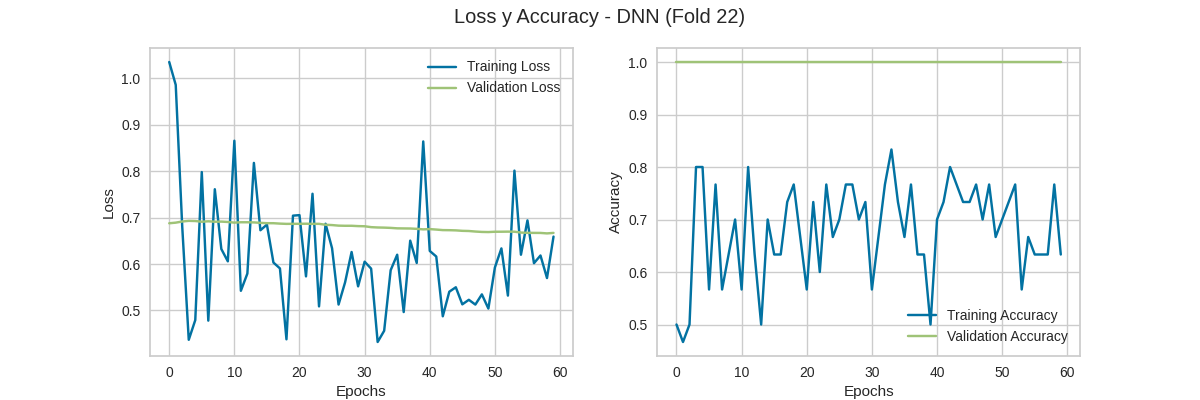 Loss y Accuracy - DNN (Fold 22)
Training Loss
Validation Loss
1.0
0.9
0.8
0.7
0.6
0.5
Loss
0
10
20
30
40
50
60
Epochs
1.0
0.9
0.8
0.7
0.6
0.5
Accuracy
Training Accuracy
Validation Accuracy
0
10
20
30
40
50
60
Epochs